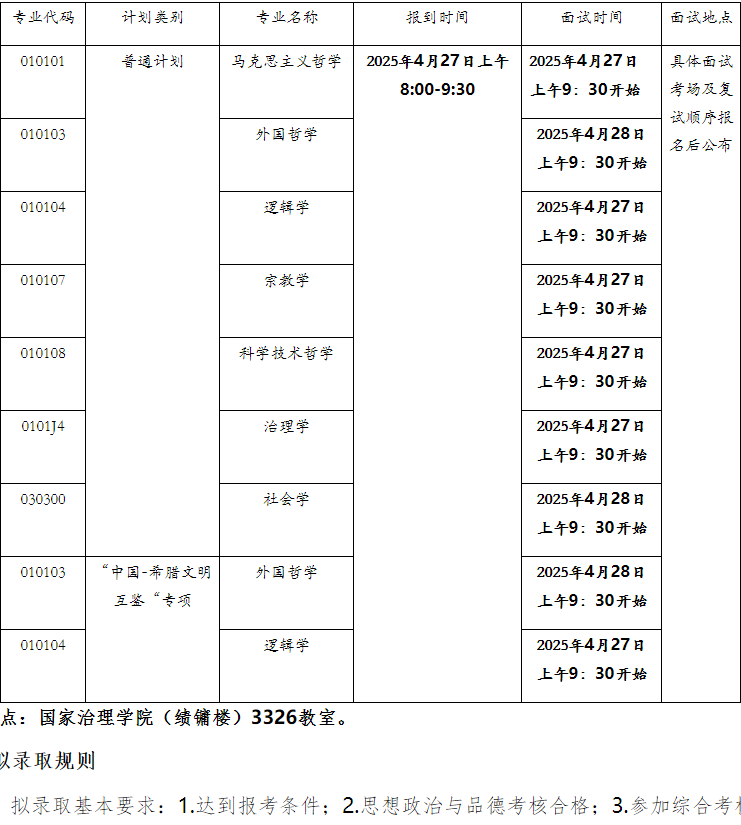 专业代码 计划类别 专业名称 报到时间 面试时间 面试地点
010101 普通计划 马克思主义哲学 2025年4月27日上午 2025年4月27日 具体面试
8:00-9:30 上午9：30开始 考场及复
010103 外国哲学 2025年4月28日 试顺序报
上午9：30开始 名后公布
010104 逻辑学 2025年4月27日
上午9：30开始
010107 宗教学 2025年4月27日
上午9：30开始
010108 科学技术哲学 2025年4月27日
上午9：30开始
0101J4 治理学 2025年4月27日
上午9：30开始
030300 社会学 2025年4月28日
上午9：30开始
010103 “中国-希腊文明 外国哲学 2025年4月28日
互鉴“专项 上午9：30开始
010104 逻辑学 2025年4月27日
上午9：30开始
点：国家治理学院（绩镛楼）3326教室。
拟录取规则
拟录取基本要求：1.达到报考条件；2.思想政治与品德考核合格；3.参加综合考核